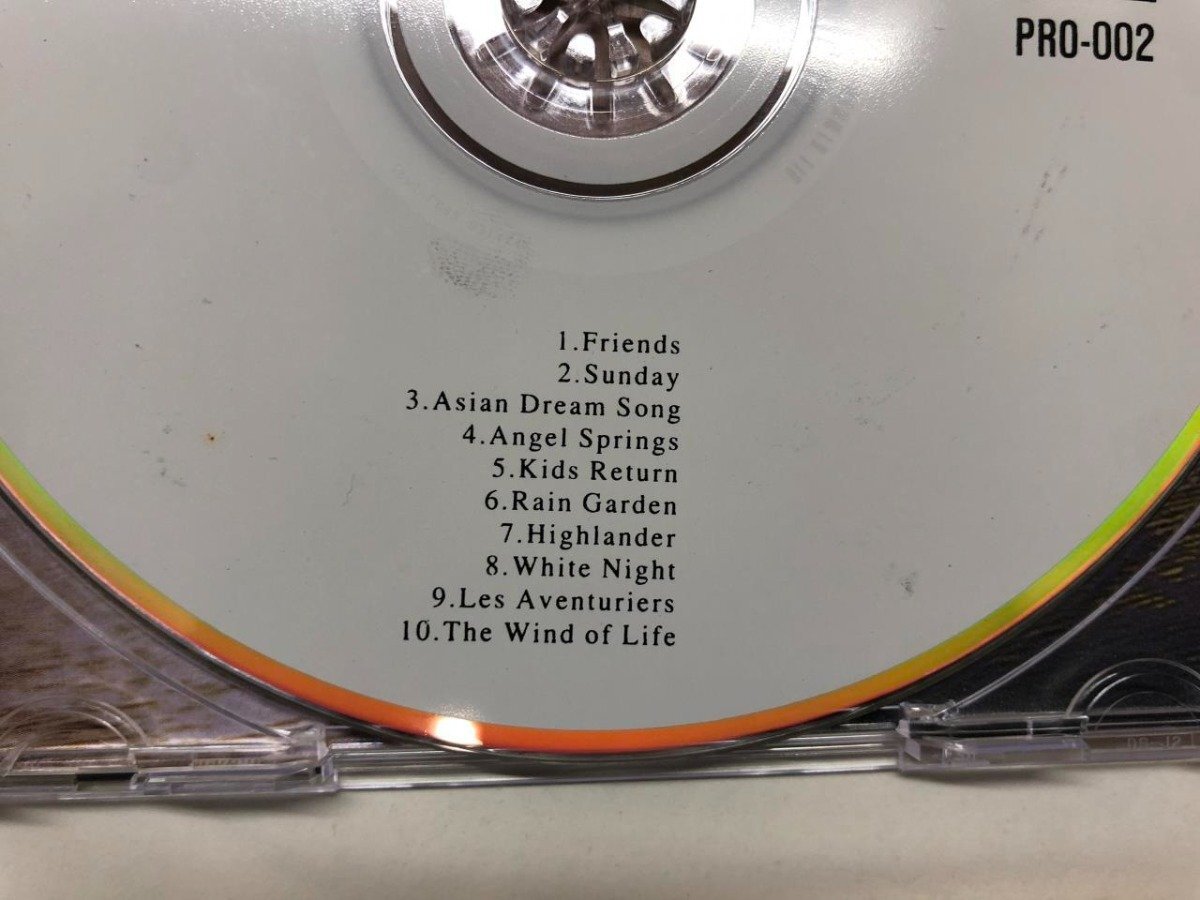 PRO-002
1.Friends
2.Sunday
3.Asian Dream Song
4.Angel Springs
5.Kids Return
6.Rain Garden
7.Highlander
8.White Night
9.Les Aventuriers
10.The Wind of Life